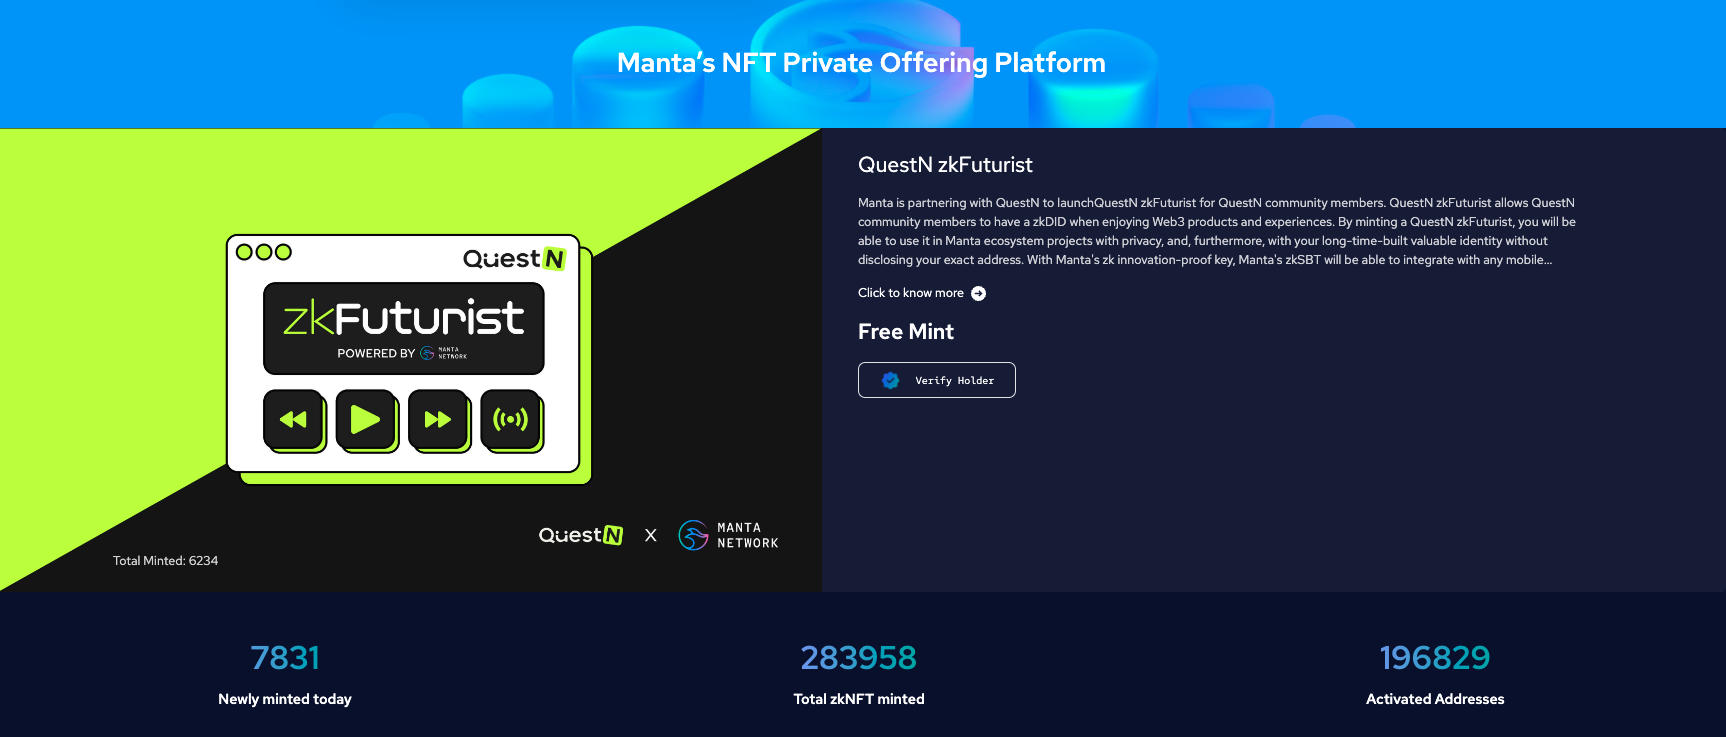 Manta’s NFT Private Offering Platform
QuestN
zkFuturist
POWERED BY MANTA NETWORK
QuestN X MANTA NETWORK
Total Minted: 6234
QuestN zkFuturist
Manta is partnering with QuestN to launchQuestN zkFuturist for QuestN community members. QuestN zkFuturist allows QuestN
community members to have a zkDID when enjoying Web3 products and experiences. By minting a QuestN zkFuturist, you will be
able to use it in Manta ecosystem projects with privacy, and, furthermore, with your long-time-built valuable identity without
disclosing your exact address. With Manta's zk innovation-proof key, Manta's zkSBT will be able to integrate with any mobile...
Click to know more
Free Mint
Verify Holder
7831
Newly minted today
283958
Total zkNFT minted
196829
Activated Addresses